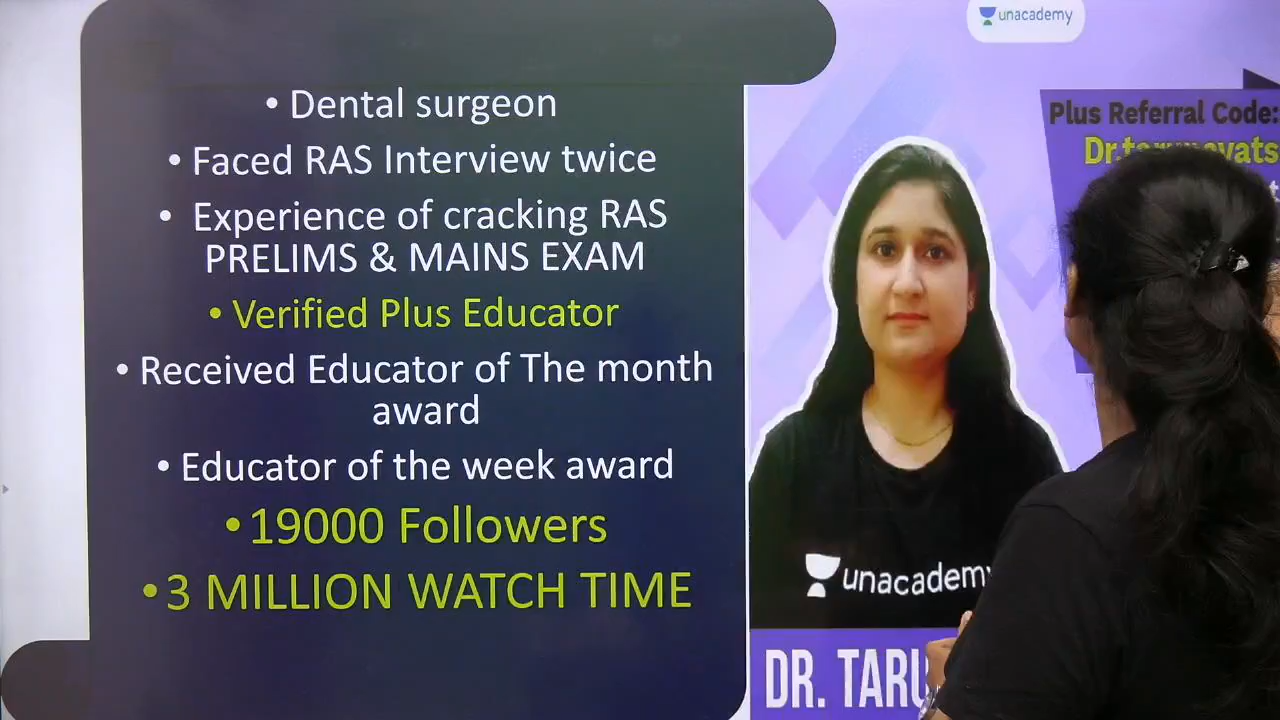 unacademy
• Dental surgeon
• Faced RAS Interview twice
• Experience of cracking RAS
PRELIMS & MAINS EXAM
• Verified Plus Educator
• Received Educator of The month
award
• Educator of the week award
• 19000 Followers
• 3 MILLION WATCH TIME
Plus Referral Code:
unacademy
DR.